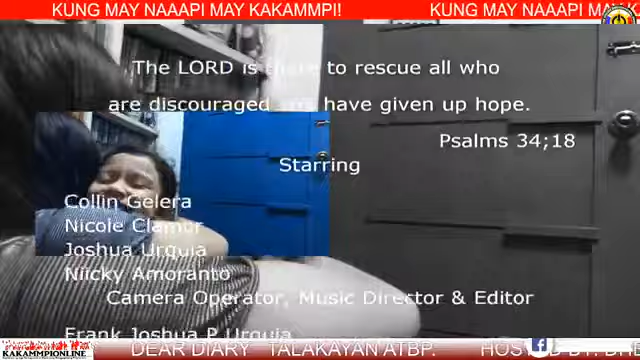 KUNG MAY NAAAPI MAY KAKAMMPI! KUNG MAY NAAAPI MAY
The LORD is there to rescue all who
are discouraged and have given up hope.
Psalms 34;18
Starring
Collin Gelera
Nicole Clamor
Joshua Urquia
Niicky Amoranto
Camera Operator, Music Director & Editor
Frank Joshua P Urquia
KAKAMMPIONLINE
DEAR DIARY TALAKAYAN ATBP. HOSTED BY